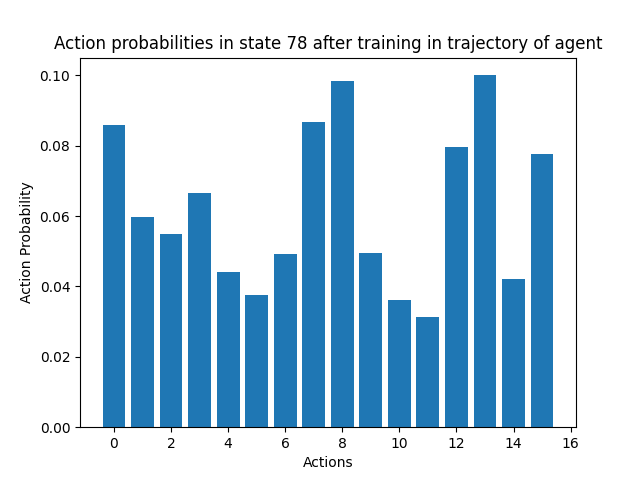 Action probabilities in state 78 after training in trajectory of agent
0.10
0.08
0.06
0.04
0.02
0.00
Action Probability
0 2 4 6 8 10 12 14 16
Actions